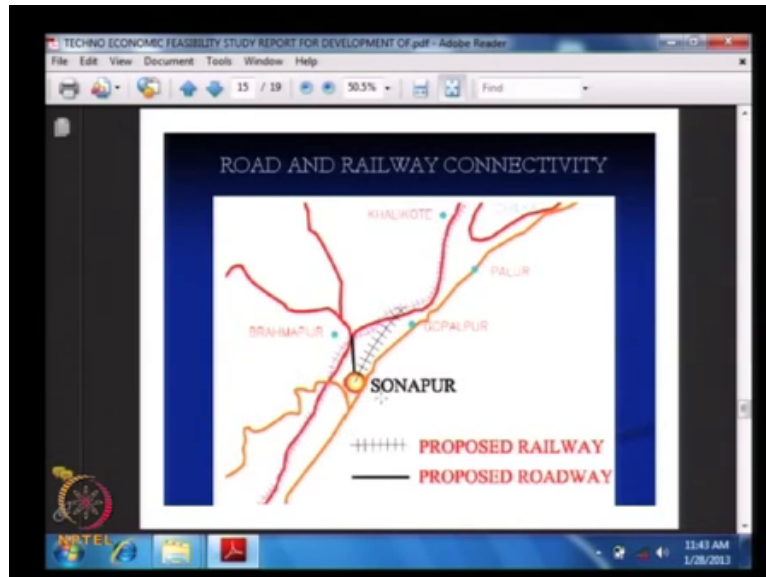 TECHNO ECONOMIC FEASIBILITY STUDY REPORT FOR DEVELOPMENT OF.pdf - Adobe Reader
File Edit View Document Tools Window Help
15 / 19 50.5% Find
ROAD AND RAILWAY CONNECTIVITY
KHALIKOTE
PALUR
BRAHMAPUR
GOPALPUR
SONAPUR
PROPOSED RAILWAY
PROPOSED ROADWAY
NPTEL
11:43 AM
1/28/2013